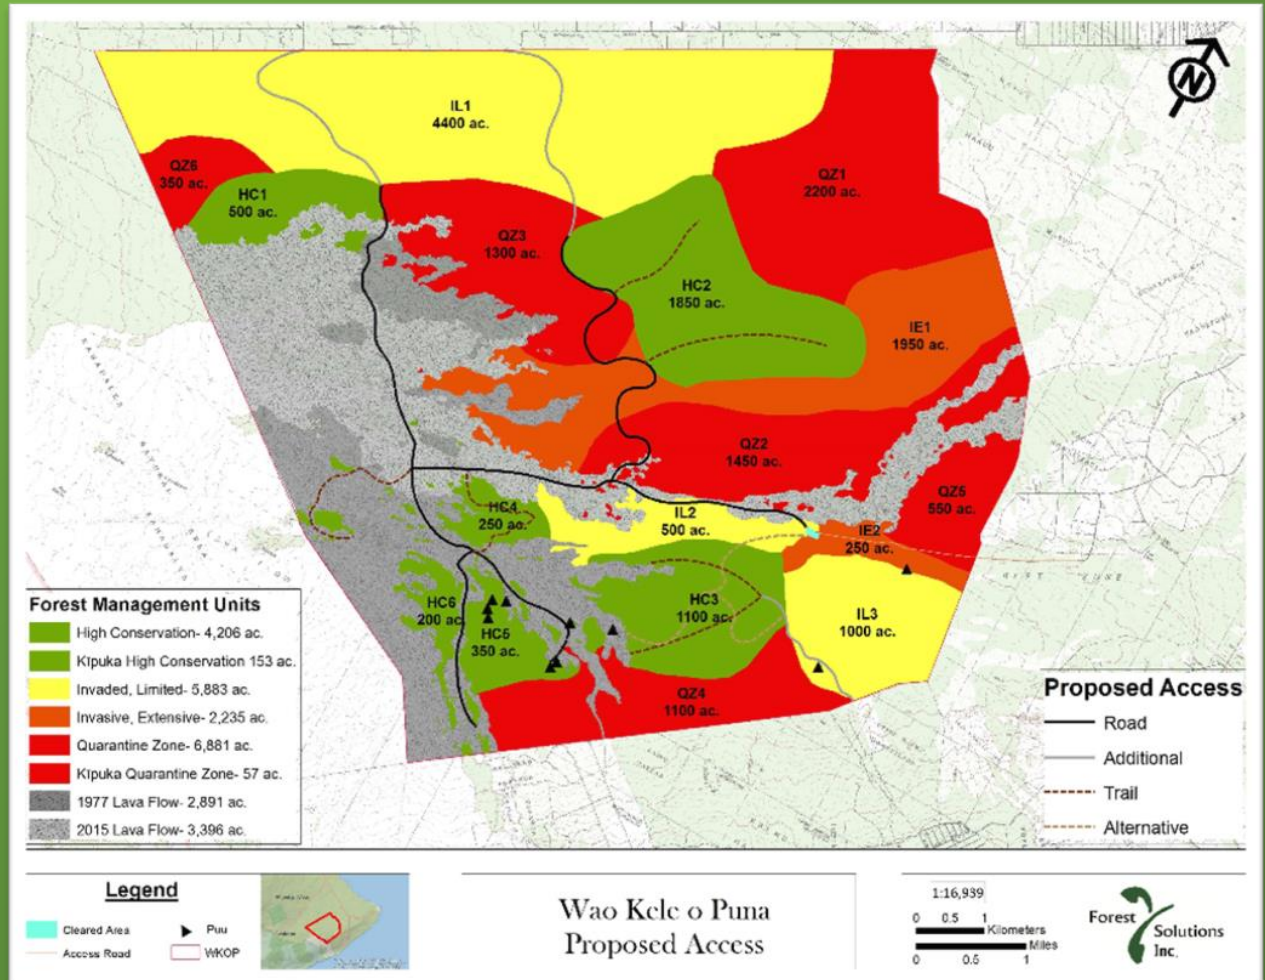 IL1
4400 ac.
N
QZ6
350 ac.
HC1
500 ac.
QZ1
2200 ac.
QZ3
1300 ac.
HC2
1850 ac.
IE1
1950 ac.
QZ2
1450 ac.
QZ5
550 ac.
HC4
250 ac.
IL2
500 ac.
IE2
250 ac.
HC6
200 ac.
HC5
350 ac.
HC3
1100 ac.
IL3
1000 ac.
QZ4
1100 ac.
Forest Management Units
High Conservation- 4,206 ac.
Kīpuka High Conservation 153 ac.
Invaded, Limited- 5,883 ac.
Invasive, Extensive- 2,235 ac.
Quarantine Zone- 6,881 ac.
Kīpuka Quarantine Zone- 57 ac.
1977 Lava Flow- 2,891 ac.
2015 Lava Flow- 3,396 ac.
Proposed Access
Road
Additional
Trail
Alternative
Legend
Cleared Area
Puu
Access Road
WKOP
Wao Kele o Puna
Proposed Access
1:16,939
0 0.5 1
Kilometers
Miles
0 0.5 1
Forest
Solutions
Inc.